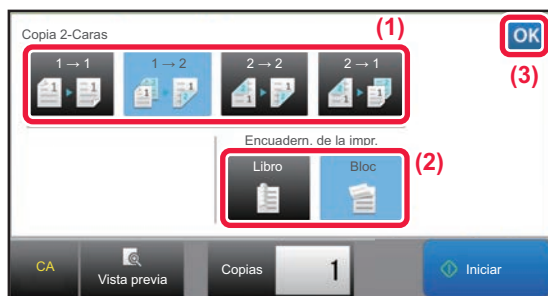 Copia 2-Caras
(1)
OK
(3)
1 → 1
1 → 2
2 → 2
2 → 1
Encuadern. de la impr.
Libro
Bloc
(2)
CA
Vista previa
Copias
1
Iniciar